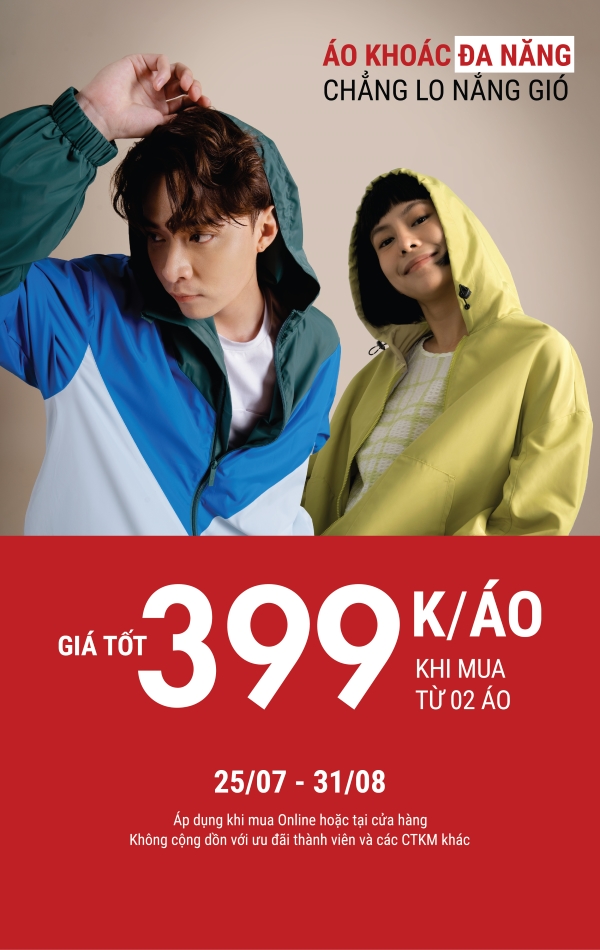 ÁO KHOÁC ĐA NĂNG
CHẲNG LO NẮNG GIÓ
GIÁ TỐT 399K/ÁO
KHI MUA
TỪ 02 ÁO
25/07 - 31/08
Áp dụng khi mua Online hoặc tại cửa hàng
Không cộng dồn với ưu đãi thành viên và các CTKM khác